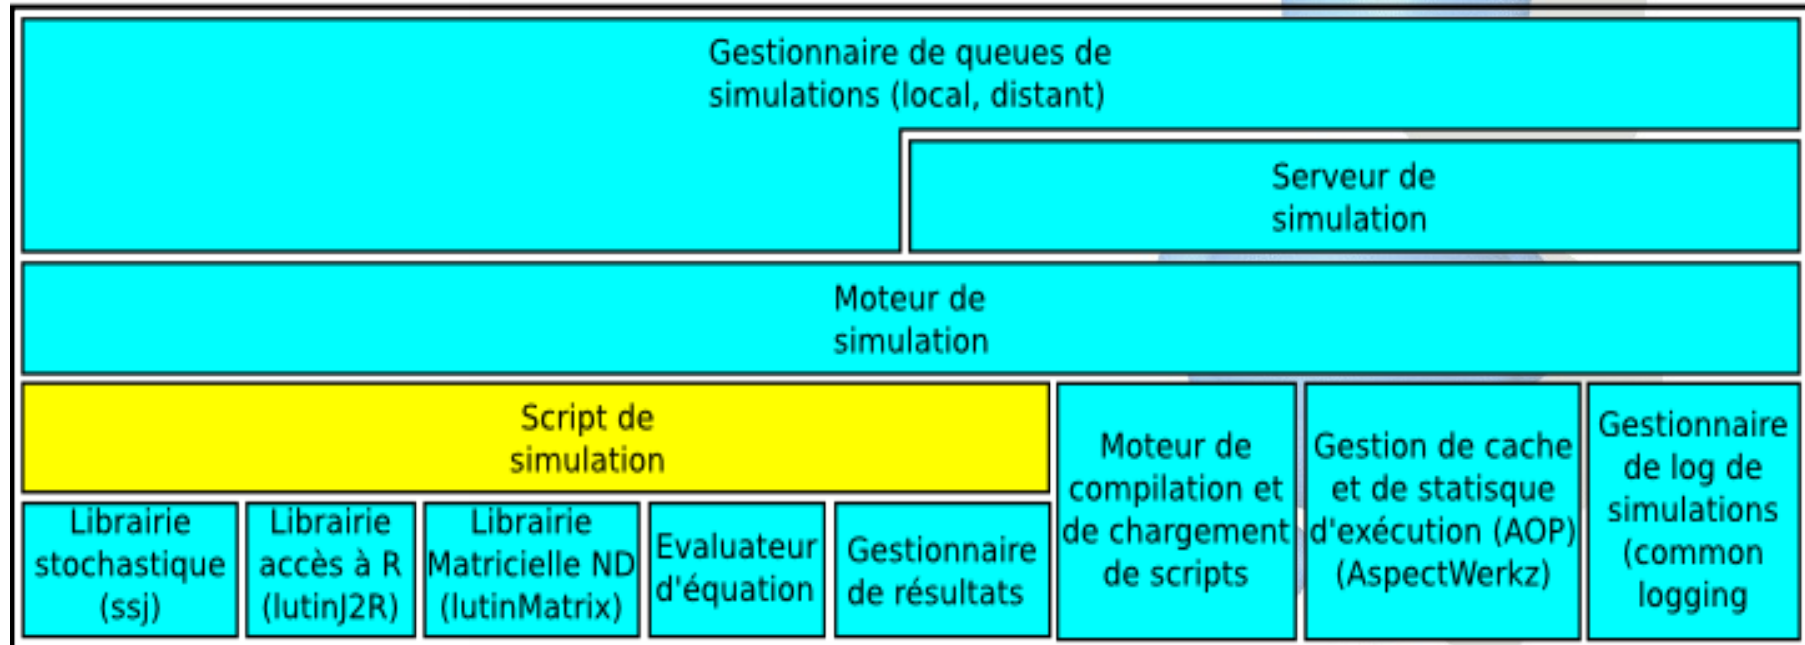 Gestionnaire de queues de
simulations (local, distant)
Serveur de
simulation
Moteur de
simulation
Script de
simulation
Librairie
stochastique
(ssj)
Librairie
accès à R
(lutinJ2R)
Librairie
Matricielle ND
(lutinMatrix)
Evaluateur
d'équation
Gestionnaire
de résultats
Moteur de
compilation et
de chargement
de scripts
Gestion de cache
et de statisque
d'exécution (AOP)
(AspectWerkz)
Gestionnaire
de log de
simulations
(common
logging